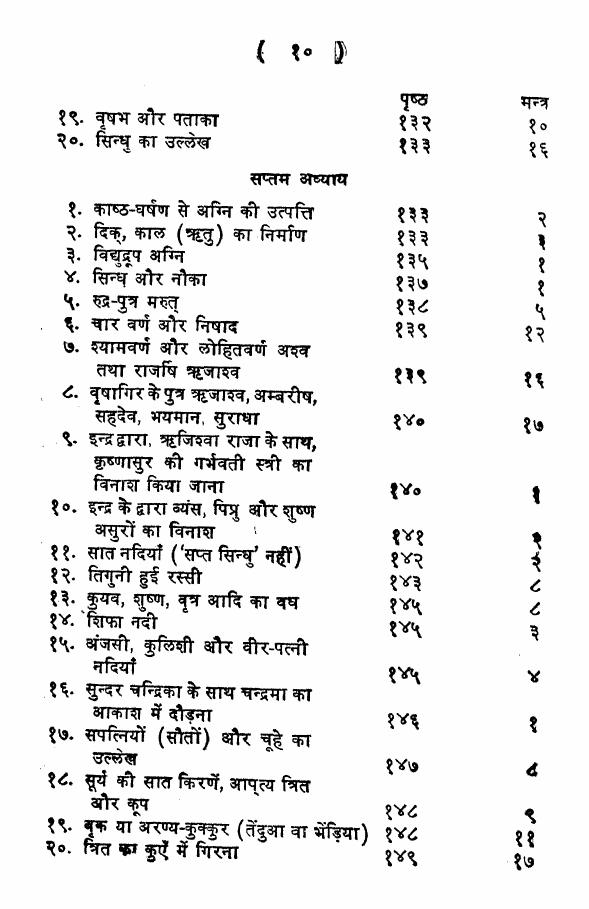 ( १० )
पृष्ठ मन्त्र
१९. वृषभ और पताका १३२ १०
२०. सिन्धु का उल्लेख १३३ १६
सप्तम अध्याय
१. काष्ठ-घर्षण से अग्नि की उत्पत्ति १३३ २
२. दिक्, काल (ऋतु) का निर्माण १३३ ३
३. विद्युद्रूप अग्नि १३५ १
४. सिन्धु और नौका १३७ १
५. रुद्र-पुत्र मरुत् १३८ ५
६. चार वर्ण और निषाद १३९ १२
७. श्यामवर्ण और लोहितवर्ण अश्व
तथा राजर्षि ऋजाश्व १३९ १६
८. वृषागिर के पुत्र ऋजाश्व, अम्बरीष,
सहदेव, भयमान, सुराधा १४० १७
९. इन्द्र द्वारा, ऋजिश्वा राजा के साथ,
कृष्णासुर की गर्भवती स्त्री का
विनाश किया जाना १४० १
१०. इन्द्र के द्वारा व्यंस, पिप्रु और शुष्ण
असुरों का विनाश १४१ २
११. सात नदियाँ ('सप्त सिन्धु' नहीं) १४२ २
१२. तिगुनी हुई रस्सी १४३ ८
१३. कुयव, शुष्ण, वृत्र आदि का वध १४५ ८
१४. शिफा नदी १४५ ३
१५. अंजसी, कुलिशी और वीर-पत्नी
नदियाँ १४५ ४
१६. सुन्दर चन्द्रिका के साथ चन्द्रमा का
आकाश में दौड़ना १४६ १
१७. सपत्नियों (सौतों) और चूहे का
उल्लेख १४७ ८
१८. सूर्य की सात किरणें, आप्त्य त्रित
और कूप १४८ ९
१९. वृक या अरण्य-कुक्कुर (तेंदुआ वा भेंड़िया) १४८ ११
२०. त्रित का कुएँ में गिरना १४९ १७